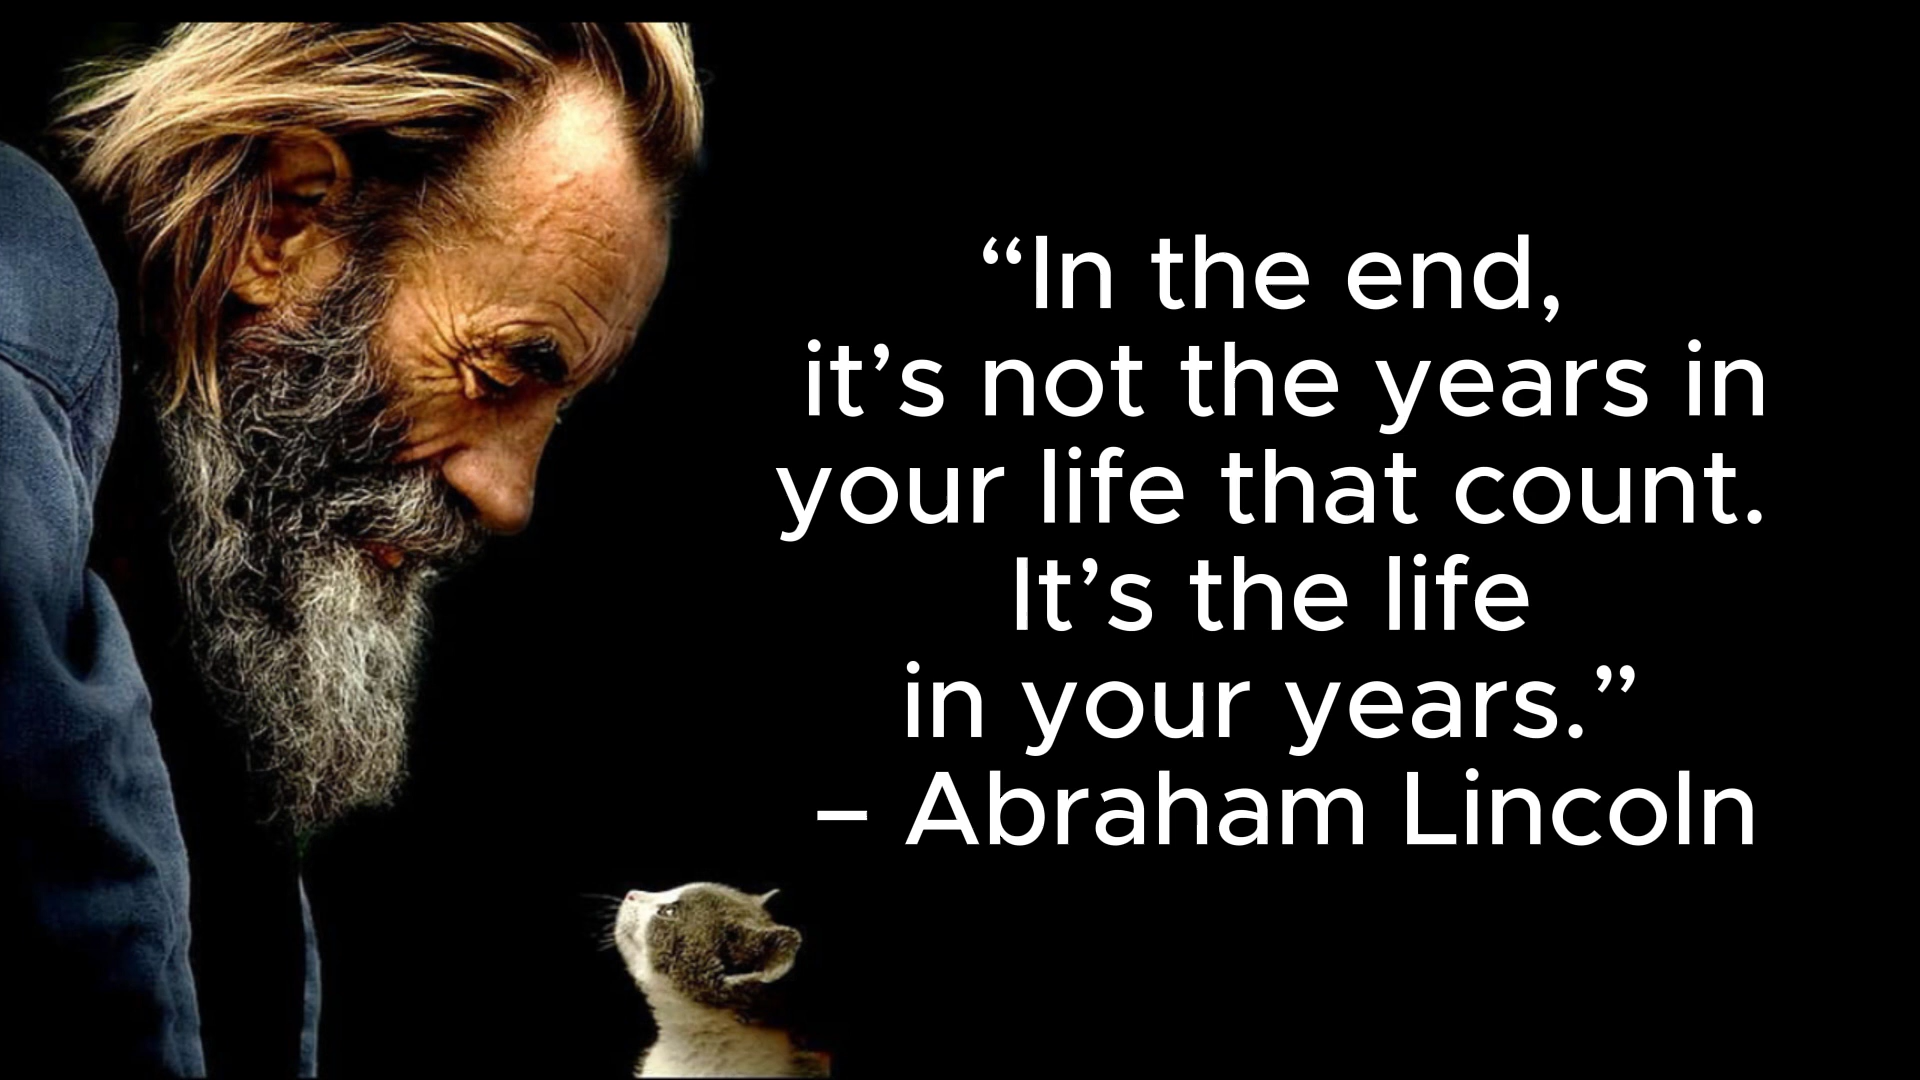 “In the end,
it’s not the years in
your life that count.
It’s the life
in your years.”
– Abraham Lincoln